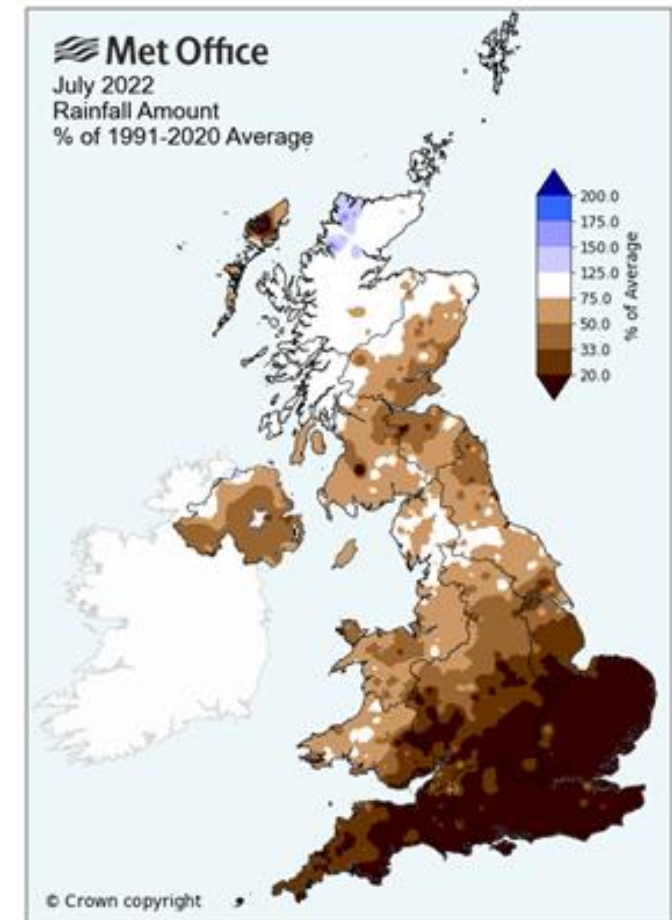 Met Office
July 2022
Rainfall Amount
% of 1991-2020 Average
200.0
175.0
150.0
125.0
75.0
50.0
33.0
20.0
% of Average
© Crown copyright